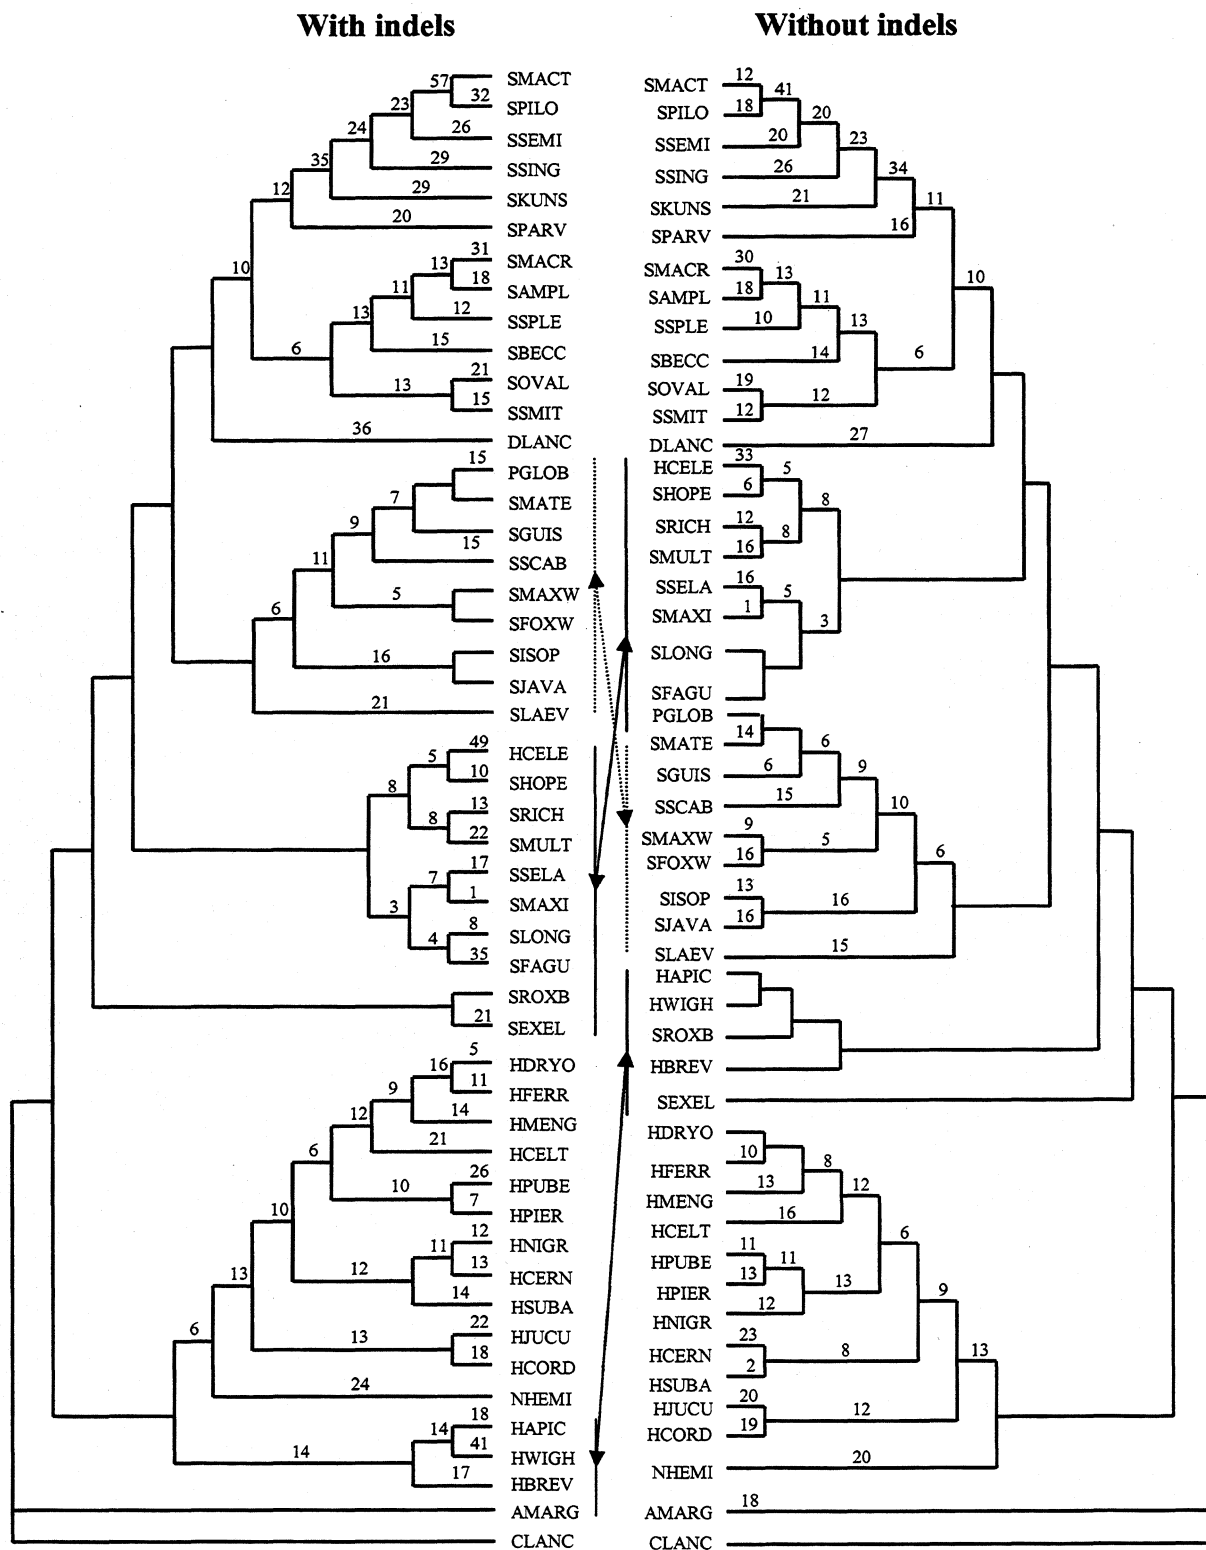 With indels
Without indels
57 SMACT
32 SPILO
23
26 SSEMI
24
29 SSING
35
29 SKUNS
12
20 SPARV
10
31 SMACR
13
18 SAMPL
11
12 SSPLE
13
15 SBECC
6
21 SOVAL
13
15 SSMIT
36 DLANC
15 PGLOB
SMATE
7
SGUIS
9
15 SSCAB
11
SMAXW
5
SFOXW
6
SISOP
16
SJAVA
21 SLAEV
49 HCELE
5
10 SHOPE
8
13 SRICH
8
22 SMULT
17 SSELA
7
1 SMAXI
3
8 SLONG
4
35 SFAGU
SROXB
21 SEXEL
5 HDRYO
16
11 HFERR
9
14 HMENG
12
21 HCELT
6
26 HPUBE
10
7 HPIER
10
12 HNIGR
11
13 HCERN
12
14 HSUBA
13
22 HJUCU
13
18 HCORD
6
24 NHEMI
18 HAPIC
14
41 HWIGH
14
17 HBREV
AMARG
CLANC
SMACT 12
41
SPILO 18
20
SSEMI 20
23
SSING 26
34
SKUNS 21
11
SPARV 16
10
SMACR 30
13
SAMPL 18
11
SSPLE 10
13
SBECC 14
6
SOVAL 19
12
SSMIT 12
DLANC 27
HCELE 33
5
SHOPE 6
8
SRICH 12
8
SMULT 16
SSELA 16
5
SMAXI 1
3
SLONG
SFAGU
PGLOB
SMATE 14
6
SGUIS 6
9
SSCAB 15
10
SMAXW 9
5
SFOXW 16
6
SISOP 13
16
SJAVA 16
SLAEV 15
HAPIC
HWIGH
SROXB
HBREV
SEXEL
HDRYO
10
HFERR
8
HMENG 13
12
HCELT 16
6
HPUBE 11
11
HPIER 13
13
HNIGR 12
9
HCERN 23
8
HSUBA 2
13
HJUCU 20
12
HCORD 19
NHEMI 20
AMARG 18
CLANC